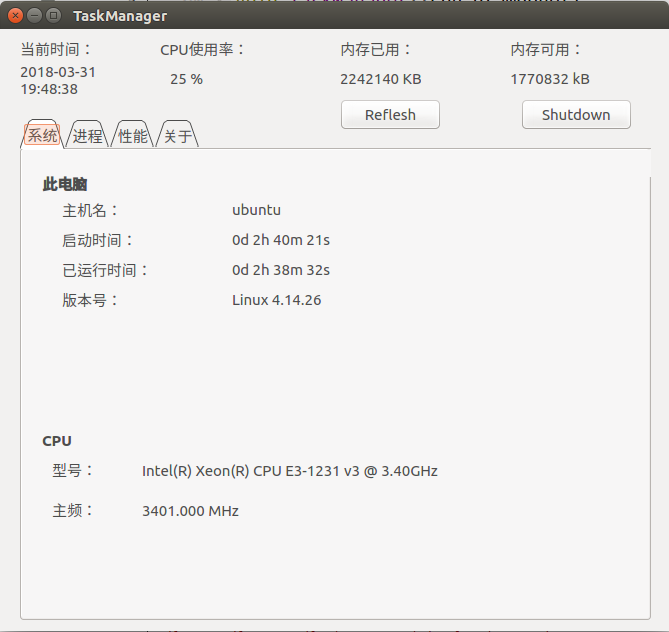 TaskManager
当前时间：
CPU使用率：
内存已用：
内存可用：
2018-03-31
19:48:38
25 %
2242140 KB
1770832 kB
Reflesh
Shutdown
系统
进程
性能
关于
此电脑
主机名：
ubuntu
启动时间：
0d 2h 40m 21s
已运行时间：
0d 2h 38m 32s
版本号：
Linux 4.14.26
CPU
型号：
Intel(R) Xeon(R) CPU E3-1231 v3 @ 3.40GHz
主频：
3401.000 MHz